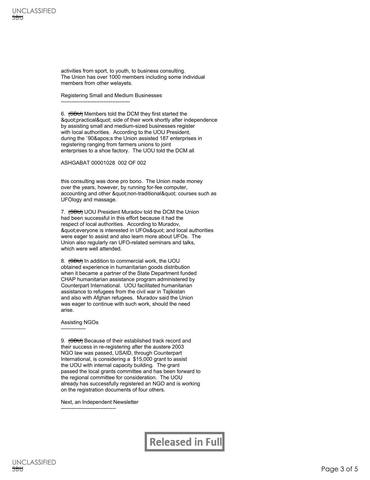 UNCLASSIFIED
SBU
activities from sport, to youth, to business consulting.
The Union has over 1000 members including some individual
members from other welayets.
Registering Small and Medium Businesses
----------------------------------------
6. (SBU) Members told the DCM they first started the
&quot;practical&quot; side of their work shortly after independence
by assisting small and medium-sized businesses register
with local authorities. According to the UOU President,
during the '90&apos;s the Union assisted 187 enterprises in
registering ranging from farmers unions to joint
enterprises to a shoe factory. The UOU told the DCM all
ASHGABAT 00001028 002 OF 002
this consulting was done pro bono. The Union made money
over the years, however, by running for-fee computer,
accounting and other &quot;non-traditional&quot; courses such as
UFOlogy and massage.
7. (SBU) UOU President Muradov told the DCM the Union
had been successful in this effort because it had the
respect of local authorities. According to Muradov,
&quot;everyone is interested in UFOs&quot; and local authorities
were eager to assist and also learn more about UFOs. The
Union also regularly ran UFO-related seminars and talks,
which were well attended.
8. (SBU) In addition to commercial work, the UOU
obtained experience in humanitarian goods distribution
when it became a partner of the State Department funded
CHAP humanitarian assistance program administered by
Counterpart International. UOU facilitated humanitarian
assistance to refugees from the civil war in Tajikistan
and also with Afghan refugees. Muradov said the Union
was eager to continue with such work, should the need
arise.
Assisting NGOs
--------------
9. (SBU) Because of their established track record and
their success in re-registering after the austere 2003
NGO law was passed, USAID, through Counterpart
International, is considering a $15,000 grant to assist
the UOU with internal capacity building. The grant
passed the local grants committee and has been forward to
the regional committee for consideration. The UOU
already has successfully registered an NGO and is working
on the registration documents of four others.
Next, an Independent Newsletter
-------------------------------
Released in Full
UNCLASSIFIED
SBU
Page 3 of 5